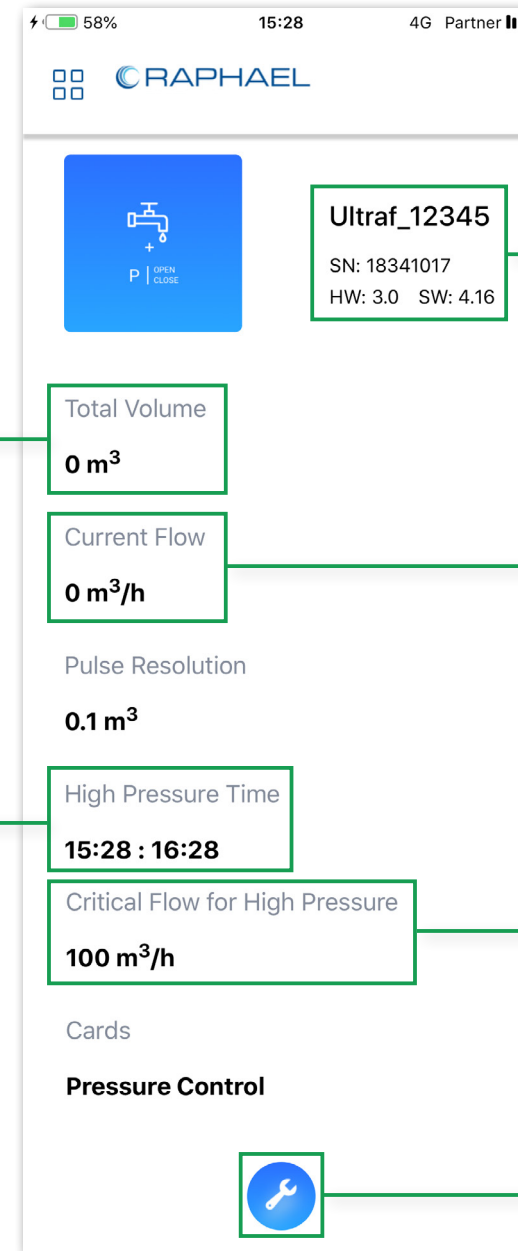 58% 15:28 4G Partner
RAPHAEL
Ultraf_12345
SN: 18341017
HW: 3.0 SW: 4.16
+
P | OPEN
CLOSE
Total Volume
0 m³
Current Flow
0 m³/h
Pulse Resolution
0.1 m³
High Pressure Time
15:28 : 16:28
Critical Flow for High Pressure
100 m³/h
Cards
Pressure Control